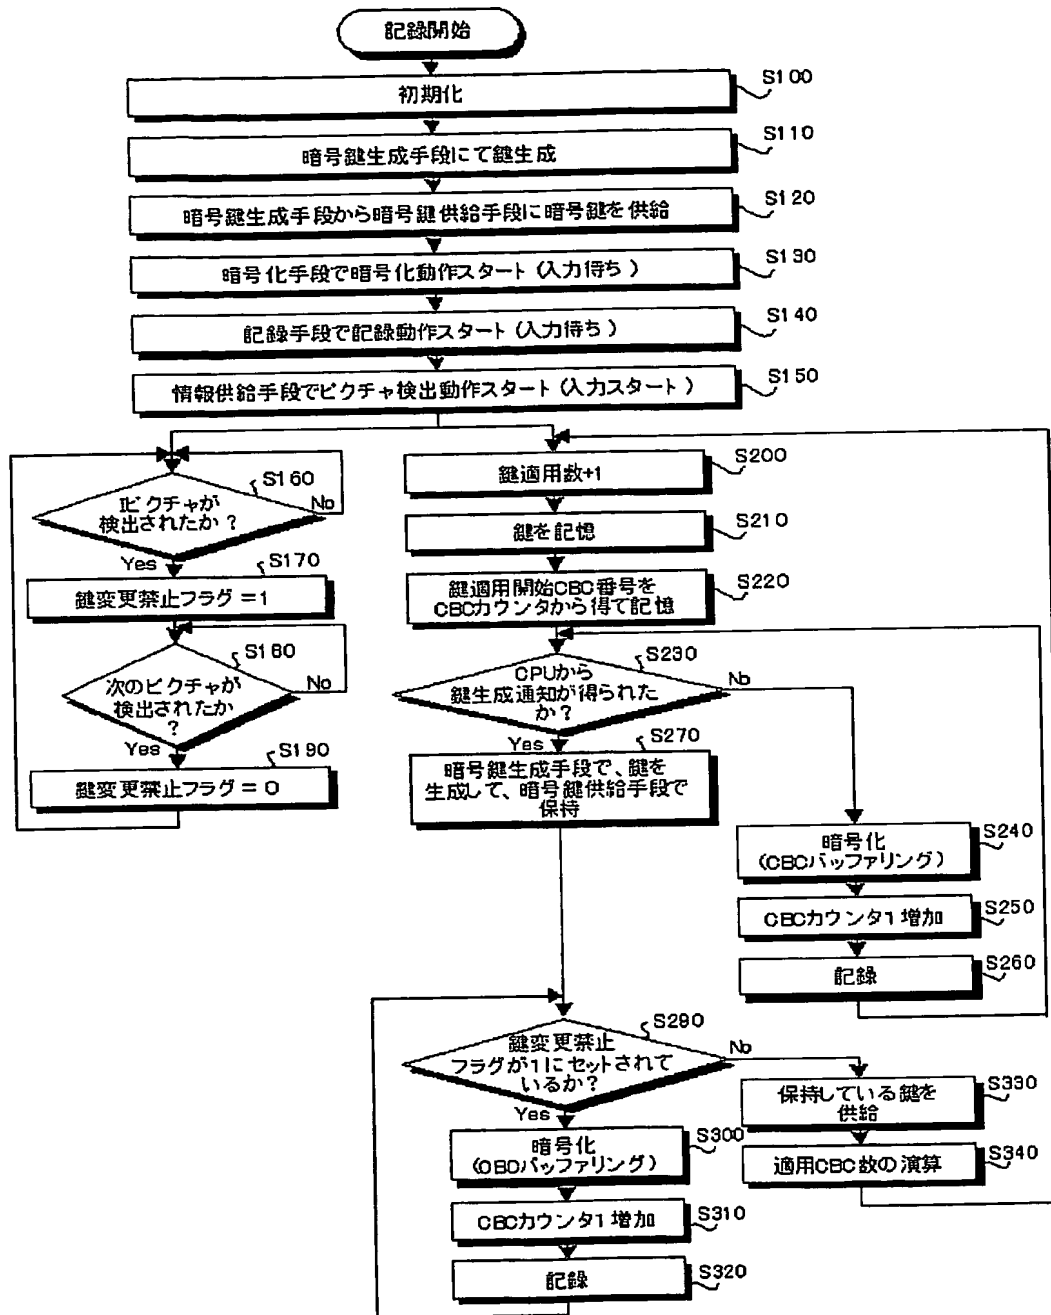 記録開始
初期化
S100
暗号鍵生成手段にて鍵生成
S110
暗号鍵生成手段から暗号鍵供給手段に暗号鍵を供給
S120
暗号化手段で暗号化動作スタート(入力待ち)
S130
記録手段で記録動作スタート(入力待ち)
S140
情報供給手段でピクチャ検出動作スタート(入力スタート)
S150
Iピクチャが
検出されたか?
S160
No
Yes
鍵変更禁止フラグ=1
S170
次のピクチャが
検出されたか
?
S180
No
Yes
鍵変更禁止フラグ=0
S190
鍵適用数+1
S200
鍵を記憶
S210
鍵適用開始CBC番号を
CBCカウンタから得て記憶
S220
CPUから
鍵生成通知が得られた
か?
S230
No
Yes
暗号鍵生成手段で、鍵を
生成して、暗号鍵供給手段で
保持
S270
暗号化
(CBCバッファリング)
S240
CBCカウンタ1増加
S250
記録
S260
鍵変更禁止
フラグが1にセットされて
いるか?
S290
No
Yes
暗号化
(CBCバッファリング)
S300
CBCカウンタ1増加
S310
記録
S320
保持している鍵を
供給
S330
適用CBC数の演算
S340